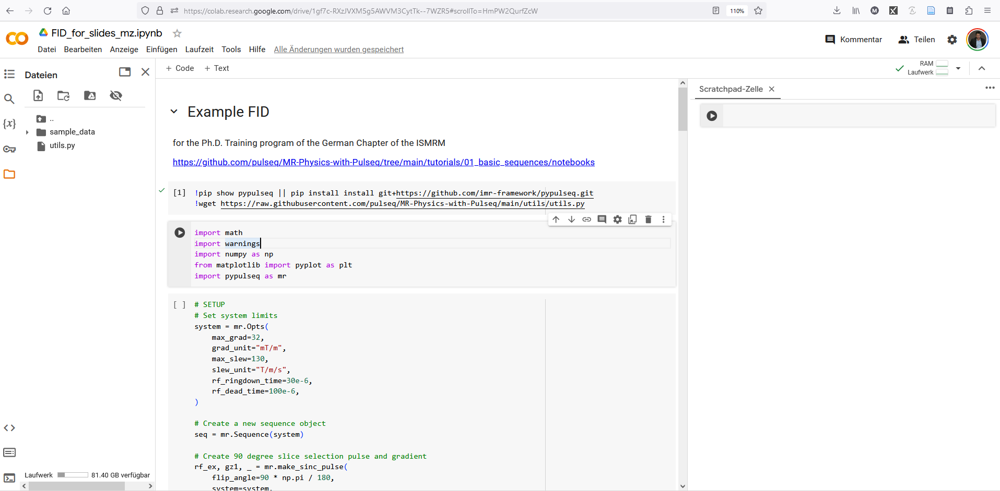 https://colab.research.google.com/drive/1gf7c-RXzJVXM5g5AWVM3CytTk--7WZR5#scrollTo=HmPW2QurfZcW
110%
FID_for_slides_mz.ipynb
Datei Bearbeiten Anzeige Einfügen Laufzeit Tools Hilfe Alle Änderungen wurden gespeichert
Kommentar Teilen
Dateien
..
sample_data
utils.py
Laufwerk 81.40 GB verfügbar
+ Code + Text
RAM
Laufwerk
Example FID
for the Ph.D. Training program of the German Chapter of the ISMRM
https://github.com/pulseq/MR-Physics-with-Pulseq/tree/main/tutorials/01_basic_sequences/notebooks
[1] !pip show pypulseq || pip install install git+https://github.com/imr-framework/pypulseq.git
!wget https://raw.githubusercontent.com/pulseq/MR-Physics-with-Pulseq/main/utils/utils.py
import math
import warnings
import numpy as np
from matplotlib import pyplot as plt
import pypulseq as mr
[ ] # SETUP
# Set system limits
system = mr.Opts(
    max_grad=32,
    grad_unit="mT/m",
    max_slew=130,
    slew_unit="T/m/s",
    rf_ringdown_time=30e-6,
    rf_dead_time=100e-6,
)
# Create a new sequence object
seq = mr.Sequence(system)
# Create 90 degree slice selection pulse and gradient
rf_ex, gz1, _ = mr.make_sinc_pulse(
    flip_angle=90 * np.pi / 180,
    system=system,
Scratchpad-Zelle